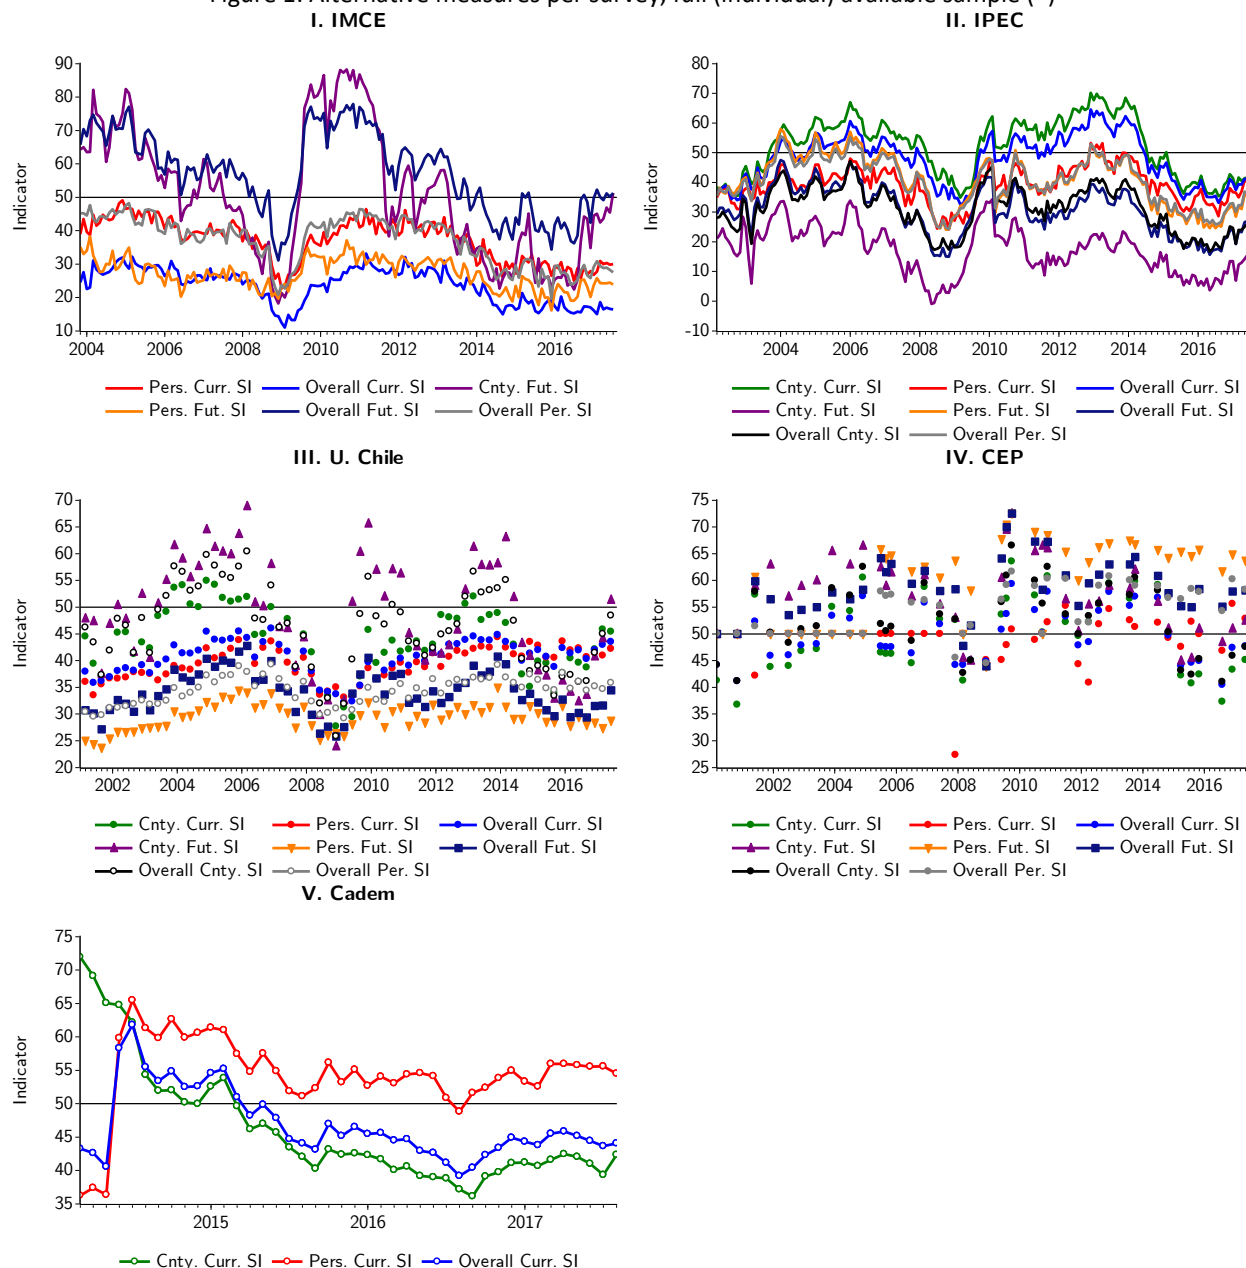 Figure 1. Alternative measures per survey, full (individual) available sample (*)
I. IMCE
90
80
70
60
50
40
30
20
10
Indicator
2004 2006 2008 2010 2012 2014 2016
Pers. Curr. SI Overall Curr. SI Cnty. Fut. SI
Pers. Fut. SI Overall Fut. SI Overall Per. SI
II. IPEC
80
70
60
50
40
30
20
10
0
-10
Indicator
2004 2006 2008 2010 2012 2014 2016
Cnty. Curr. SI Pers. Curr. SI Overall Curr. SI
Cnty. Fut. SI Pers. Fut. SI Overall Fut. SI
Overall Cnty. SI Overall Per. SI
III. U. Chile
70
65
60
55
50
45
40
35
30
25
20
Indicator
2002 2004 2006 2008 2010 2012 2014 2016
Cnty. Curr. SI Pers. Curr. SI Overall Curr. SI
Cnty. Fut. SI Pers. Fut. SI Overall Fut. SI
Overall Cnty. SI Overall Per. SI
IV. CEP
75
70
65
60
55
50
45
40
35
30
25
Indicator
2002 2004 2006 2008 2010 2012 2014 2016
Cnty. Curr. SI Pers. Curr. SI Overall Curr. SI
Cnty. Fut. SI Pers. Fut. SI Overall Fut. SI
Overall Cnty. SI Overall Per. SI
V. Cadem
75
70
65
60
55
50
45
40
35
Indicator
2015 2016 2017
Cnty. Curr. SI Pers. Curr. SI Overall Curr. SI